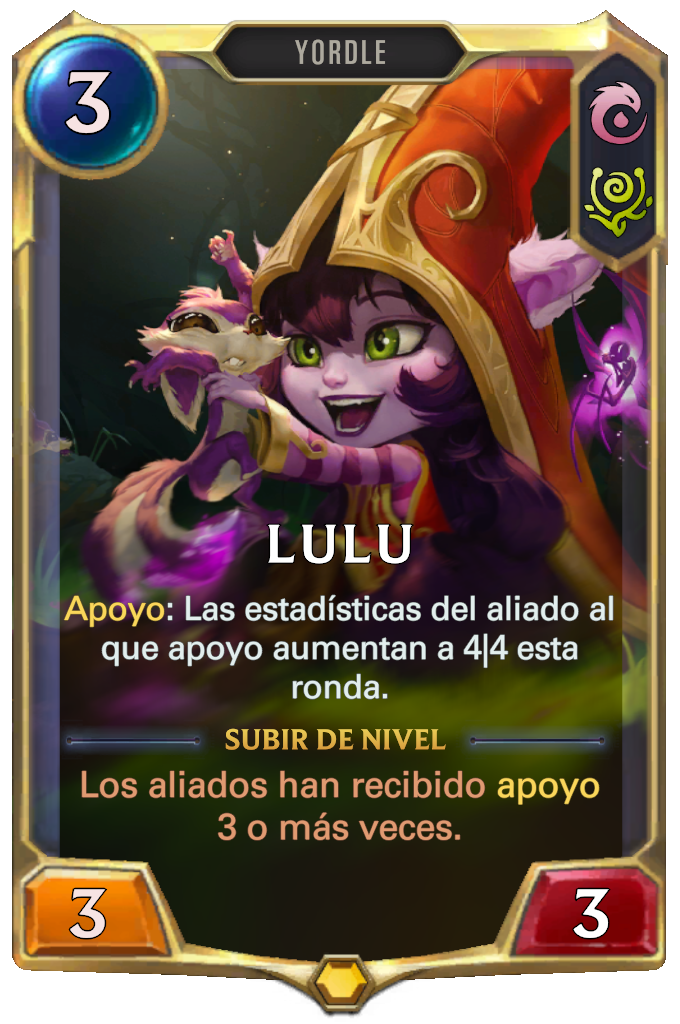 3
YORDLE
LULU
Apoyo: Las estadísticas del aliado al
que apoyo aumentan a 4|4 esta
ronda.
SUBIR DE NIVEL
Los aliados han recibido apoyo
3 o más veces.
3
3